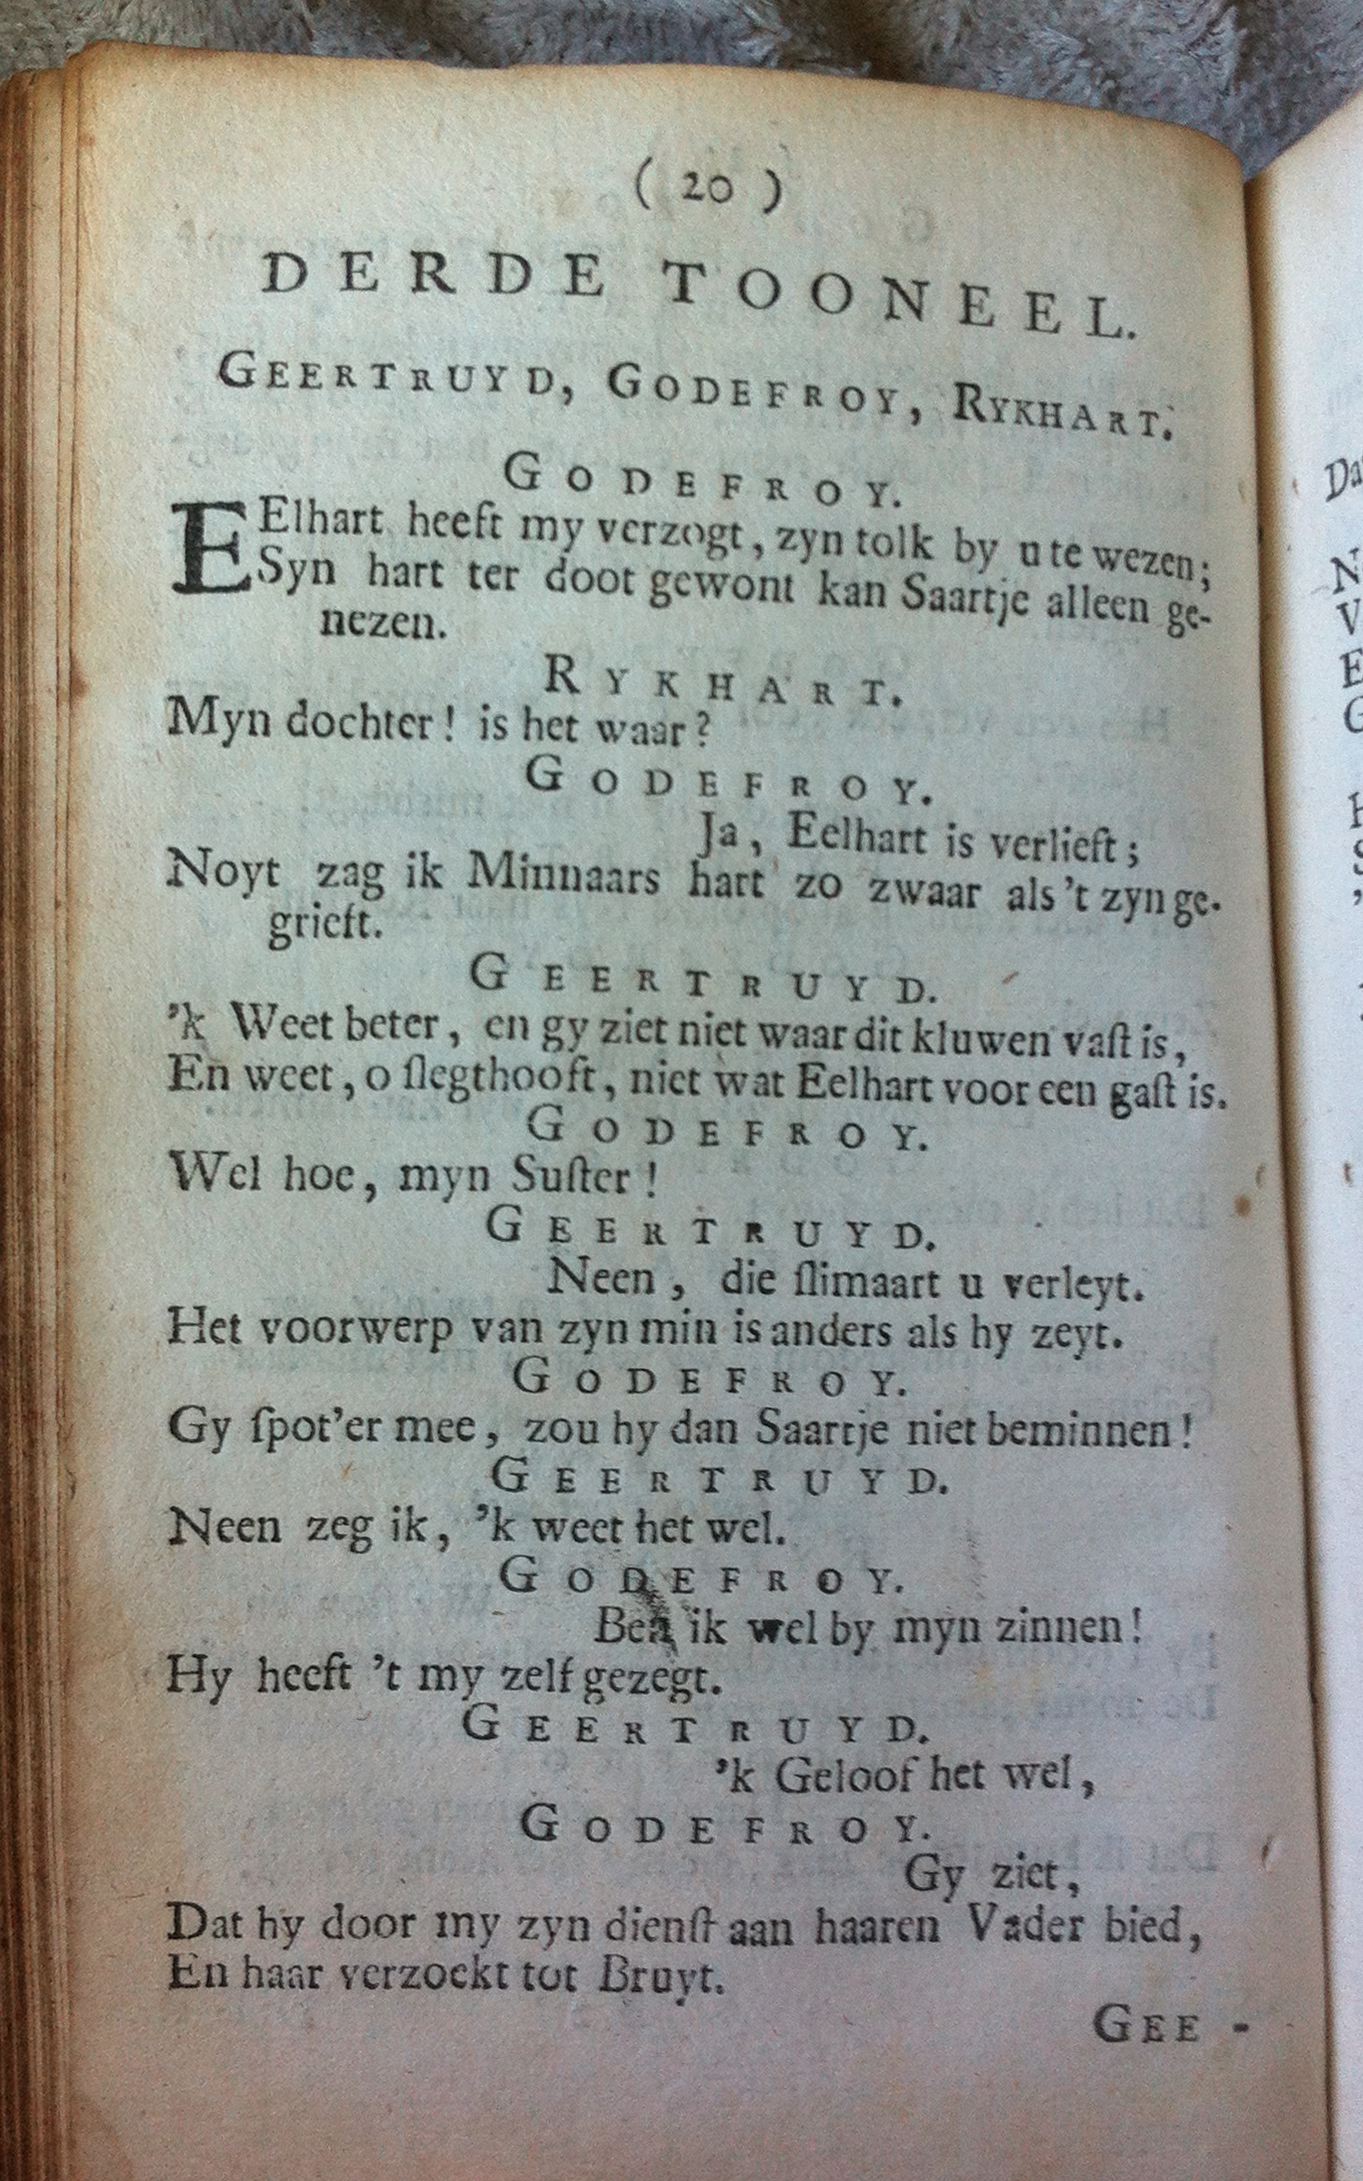 ( 20 )
DERDE TOONEEL.
GEERTRUYD, GODEFROY, RYKHART.
GODEFROY.
EElhart heeft my verzogt, zyn tolk by u te wezen;
Syn hart ter doot gewont kan Saartje alleen ge-
nezen.
RYKHART.
Myn dochter! is het waar?
GODEFROY.
Ja, Eelhart is verlieft;
Noyt zag ik Minnaars hart zo zwaar als 't zyn ge-
grieft.
GEERTRUYD.
'k Weet beter, en gy ziet niet waar dit kluwen vaſt is,
En weet, o ſlegthooft, niet wat Eelhart voor een gaſt is.
GODEFROY.
Wel hoe, myn Suſter!
GEERTRUYD.
Neen, die ſlimaart u verleyt.
Het voorwerp van zyn min is anders als hy zeyt.
GODEFROY.
Gy ſpot'er mee, zou hy dan Saartje niet beminnen!
GEERTRUYD.
Neen zeg ik, 'k weet het wel.
GODEFROY.
Ben ik wel by myn zinnen!
Hy heeft 't my zelf gezegt.
GEERTRUYD.
'k Geloof het wel,
GODEFROY.
Gy ziet,
Dat hy door my zyn dienſt aan haaren Vader bied,
En haar verzoekt tot Bruyt.
GEE-
Da
N
V
E
G